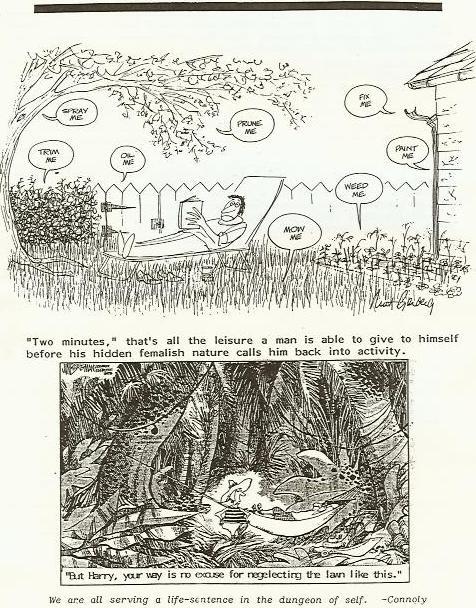 SPRAY
ME
PRUNE
ME
FIX
ME
TRIM
ME
OIL
ME
PAINT
ME
WEED
ME
MOW
ME
"Two minutes," that's all the leisure a man is able to give to himself
before his hidden femalish nature calls him back into activity.
"But Harry, your way is no excuse for negelecting the lawn like this."
We are all serving a life-sentence in the dungeon of self. -Connoly